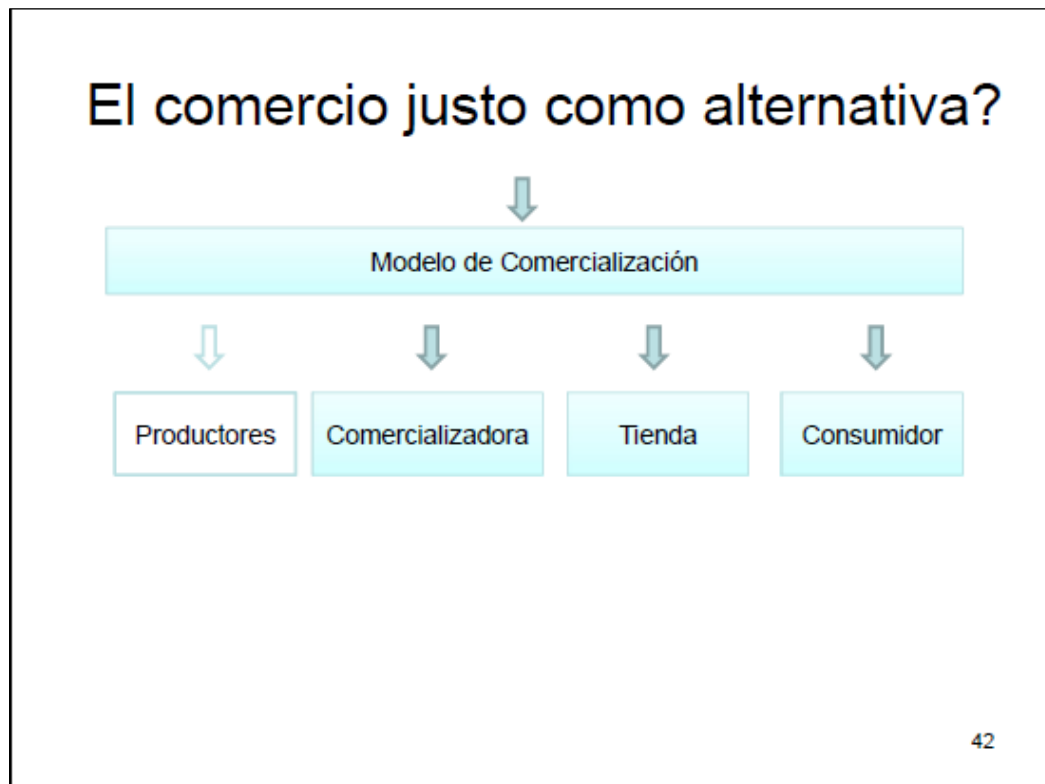 El comercio justo como alternativa?
Modelo de Comercialización
Productores
Comercializadora
Tienda
Consumidor
42